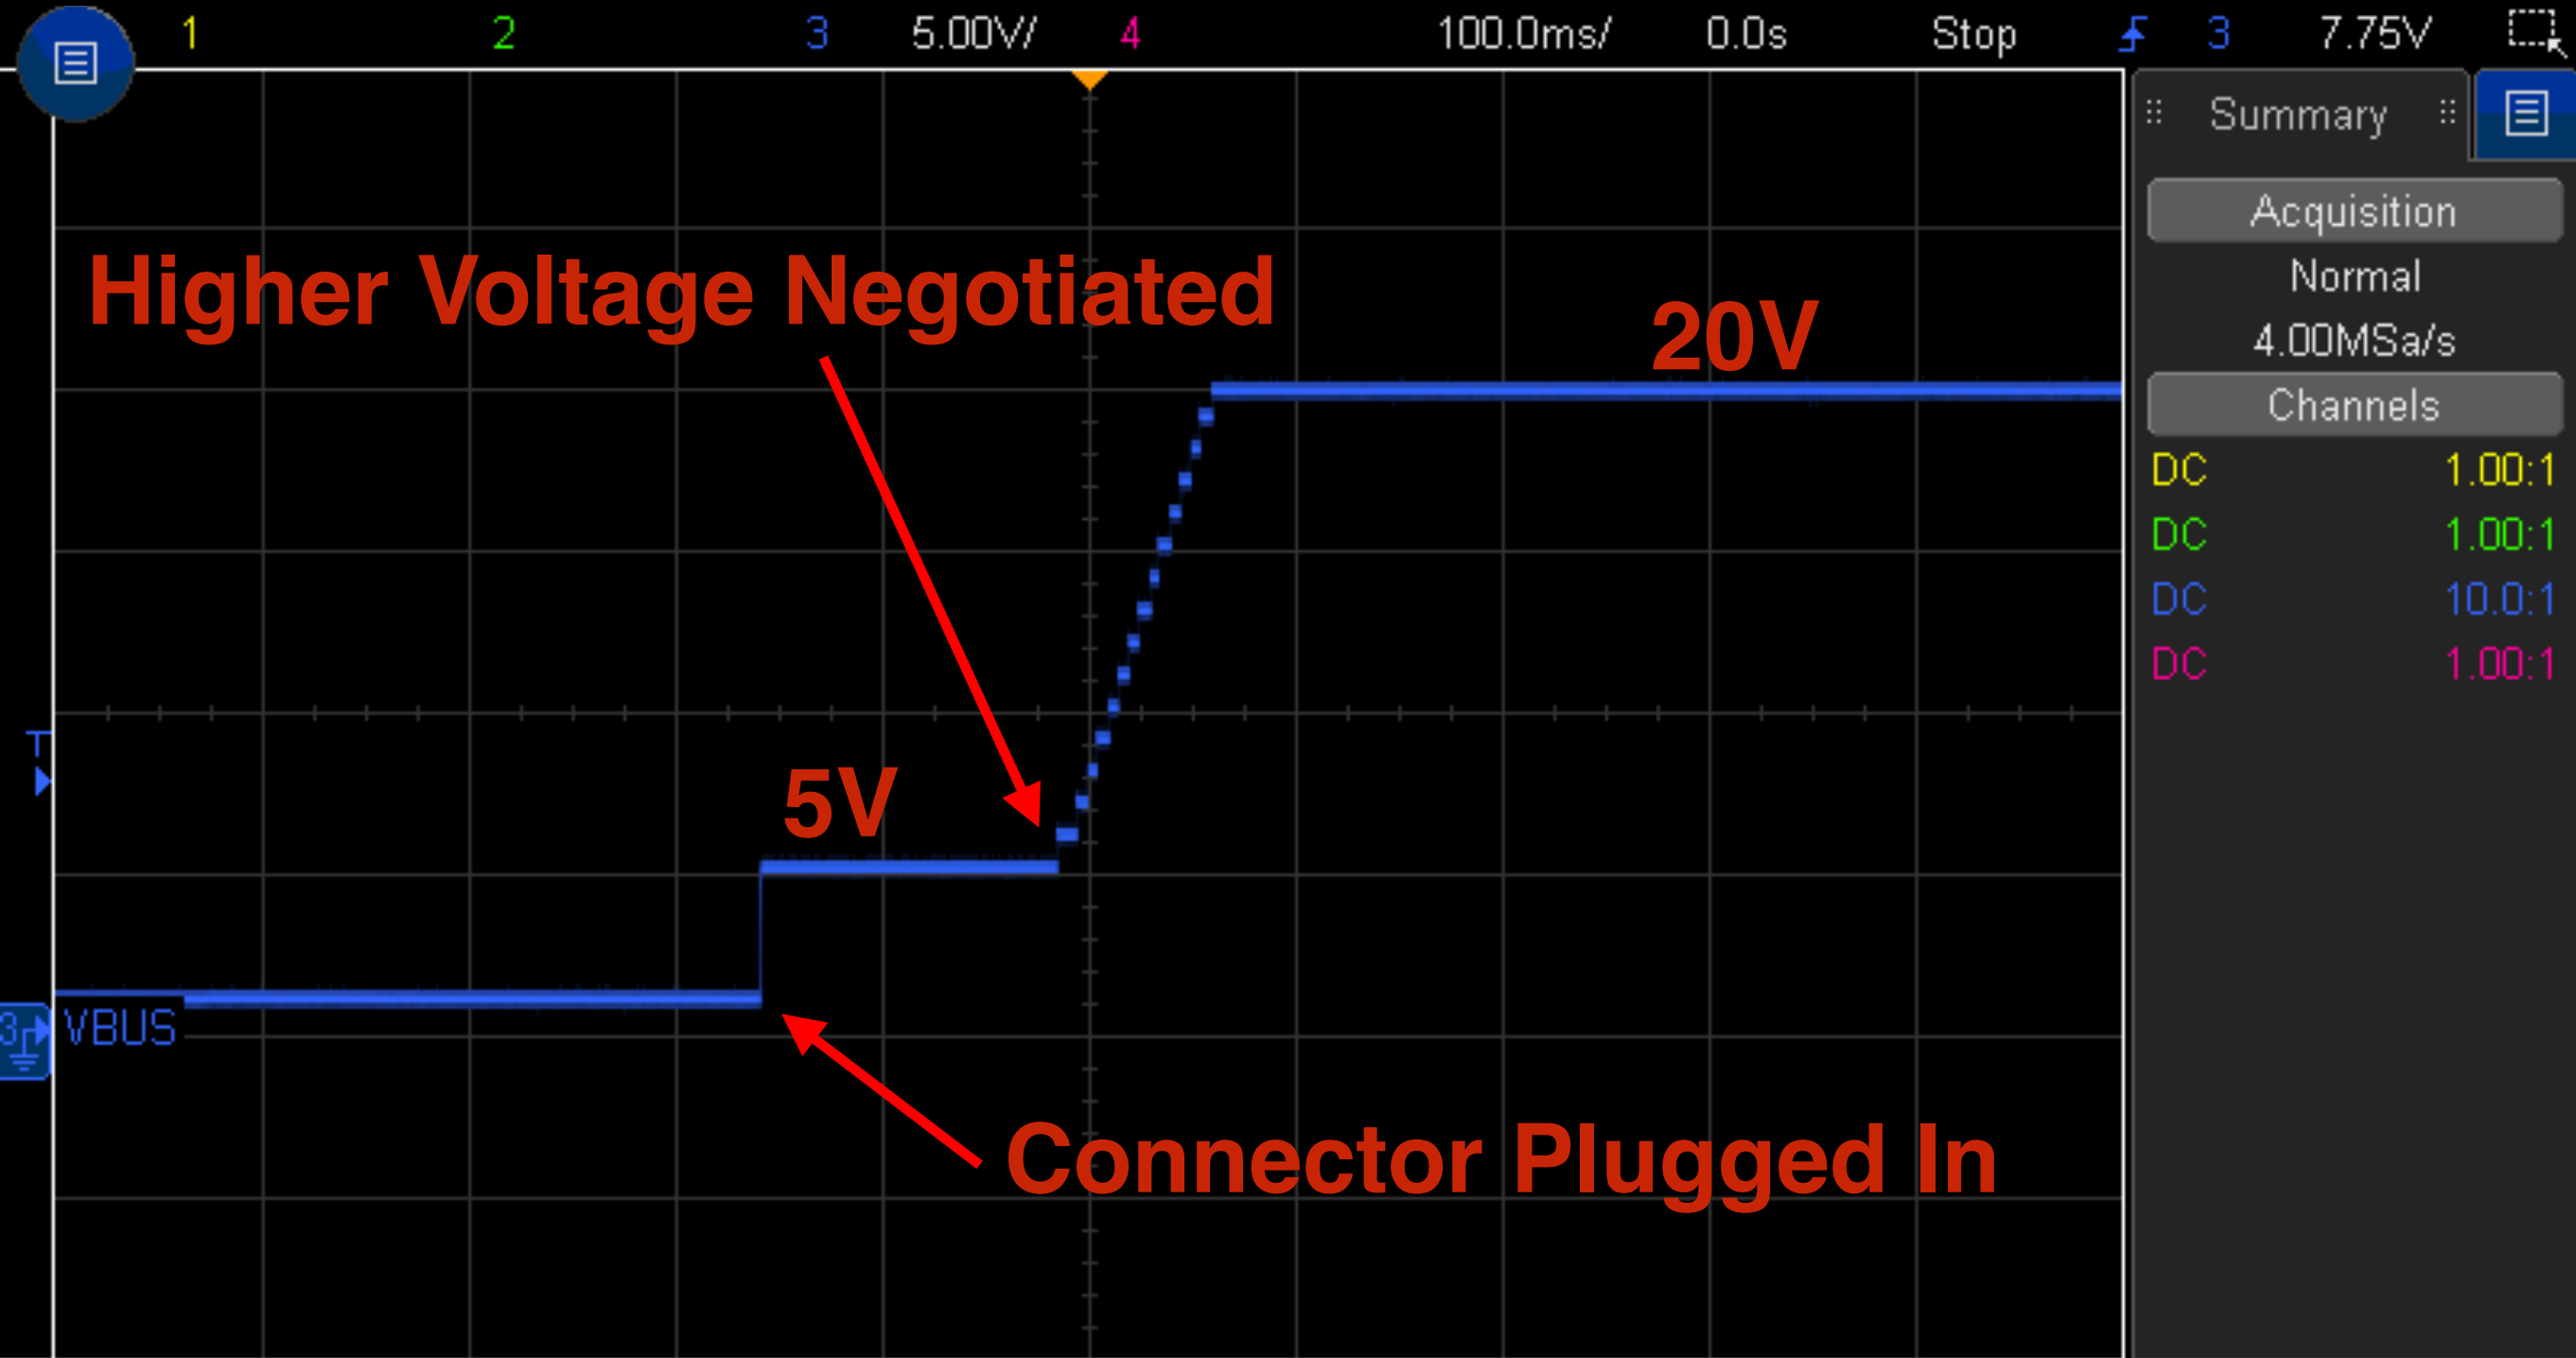 1 2 3 5.00V/ 4 100.0ms/ 0.0s Stop 3 7.75V
Summary
Acquisition
Normal
4.00MSa/s
Channels
DC 1.00:1
DC 1.00:1
DC 10.0:1
DC 1.00:1
Higher Voltage Negotiated
20V
T
5V
3
VBUS
Connector Plugged In